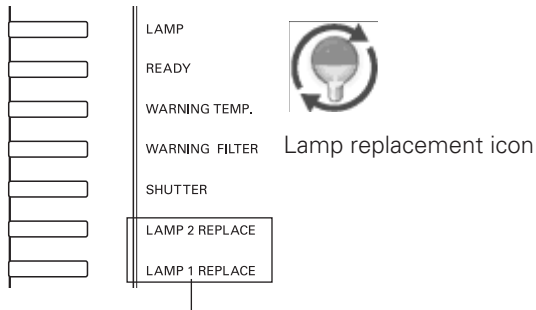 LAMP
READY
WARNING TEMP.
WARNING FILTER
SHUTTER
LAMP 2 REPLACE
LAMP 1 REPLACE
Lamp replacement icon